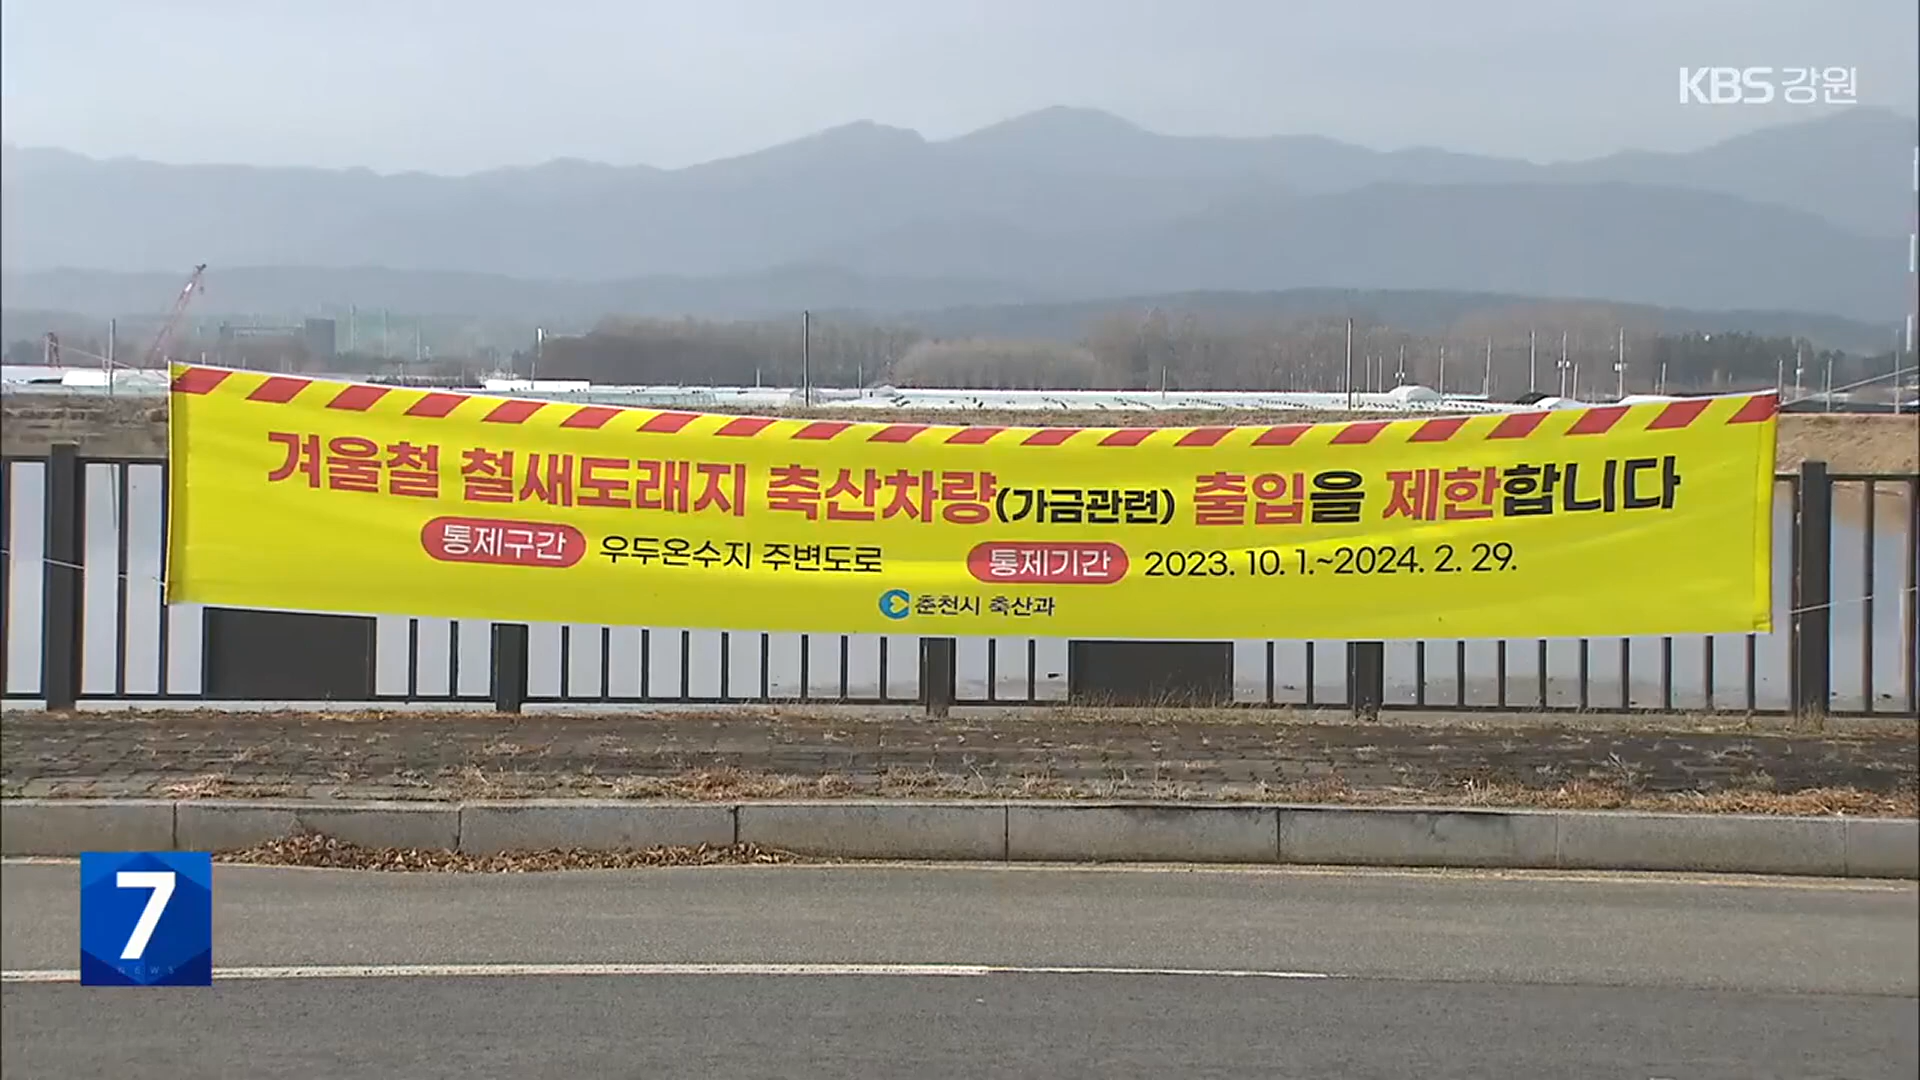 KBS 강원
겨울철 철새도래지 축산차량(가금관련) 출입을 제한합니다
통제구간 우두온수지 주변도로 통제기간 2023. 10. 1.~2024. 2. 29.
춘천시 축산과
7
NEWS